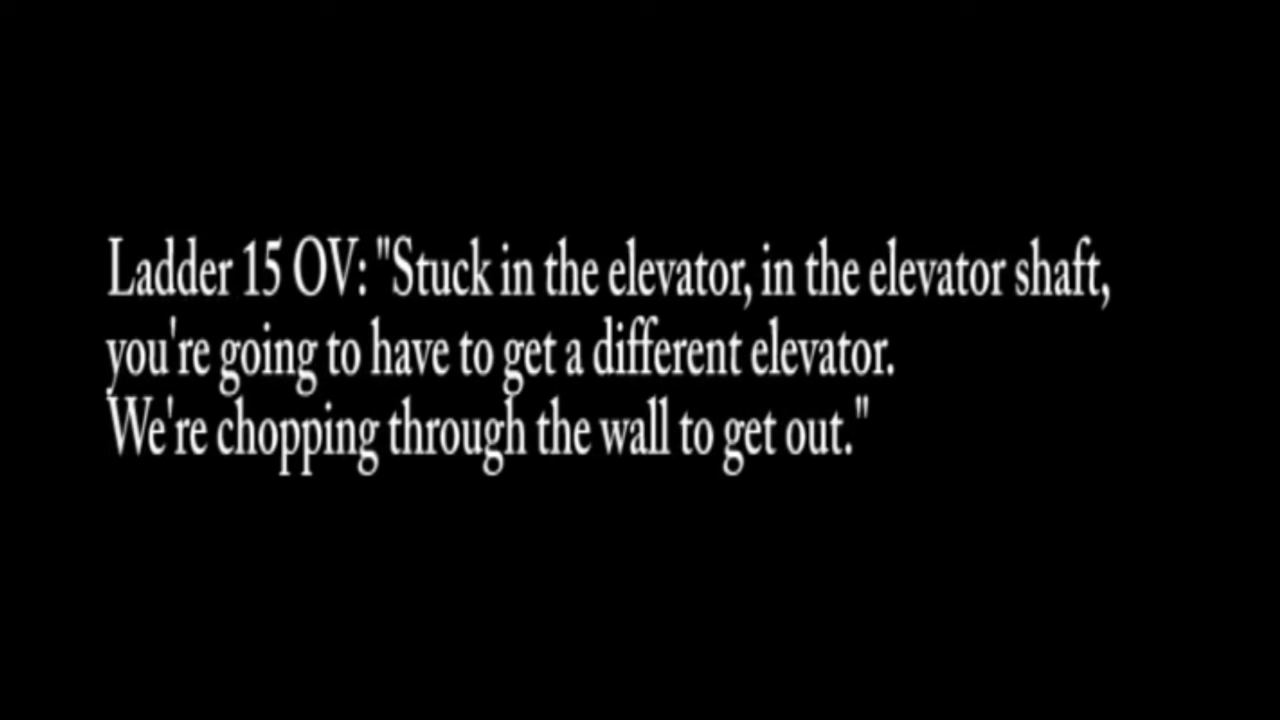 Ladder 15 OV: "Stuck in the elevator, in the elevator shaft,
you're going to have to get a different elevator.
We're chopping through the wall to get out."